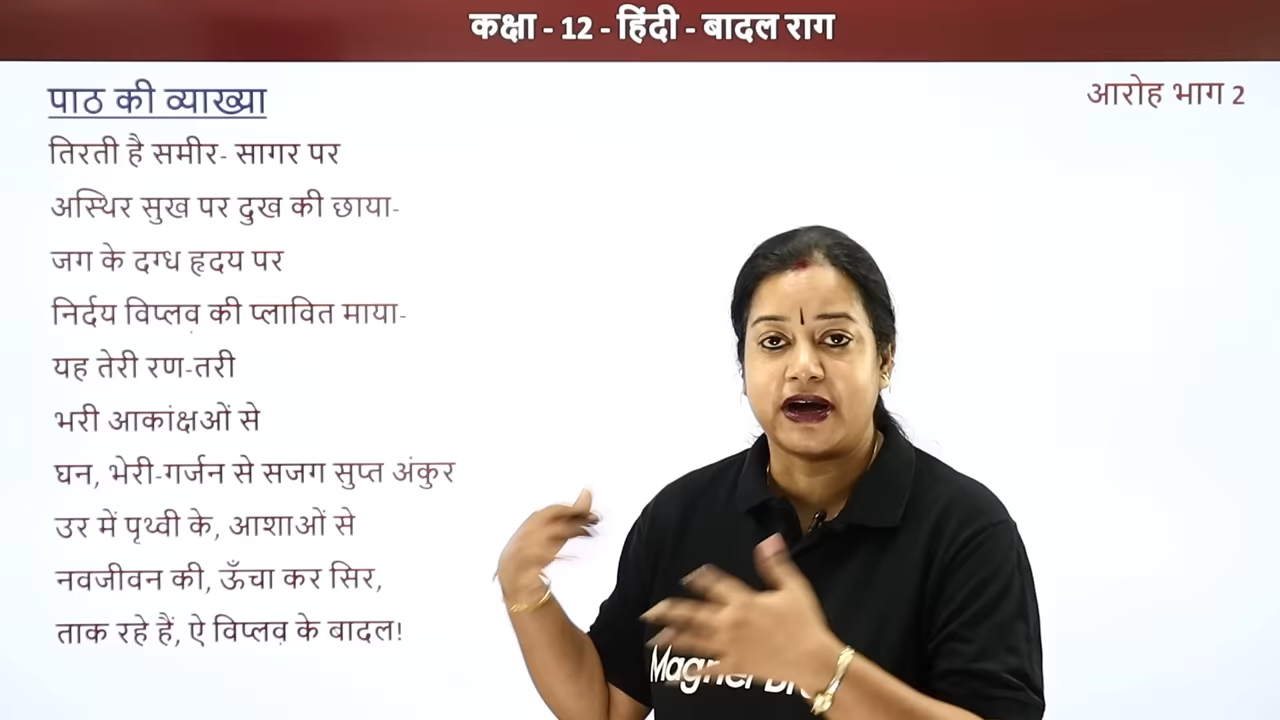 कक्षा - 12 - हिंदी - बादल राग
पाठ की व्याख्या
आरोह भाग 2
तिरती है समीर- सागर पर
अस्थिर सुख पर दुख की छाया-
जग के दग्ध हृदय पर
निर्दय विप्लव की प्लावित माया-
यह तेरी रण-तरी
भरी आकांक्षओं से
घन, भेरी-गर्जन से सजग सुप्त अंकुर
उर में पृथ्वी के, आशाओं से
नवजीवन की, ऊँचा कर सिर,
ताक रहे हैं, ऐ विप्लव के बादल!